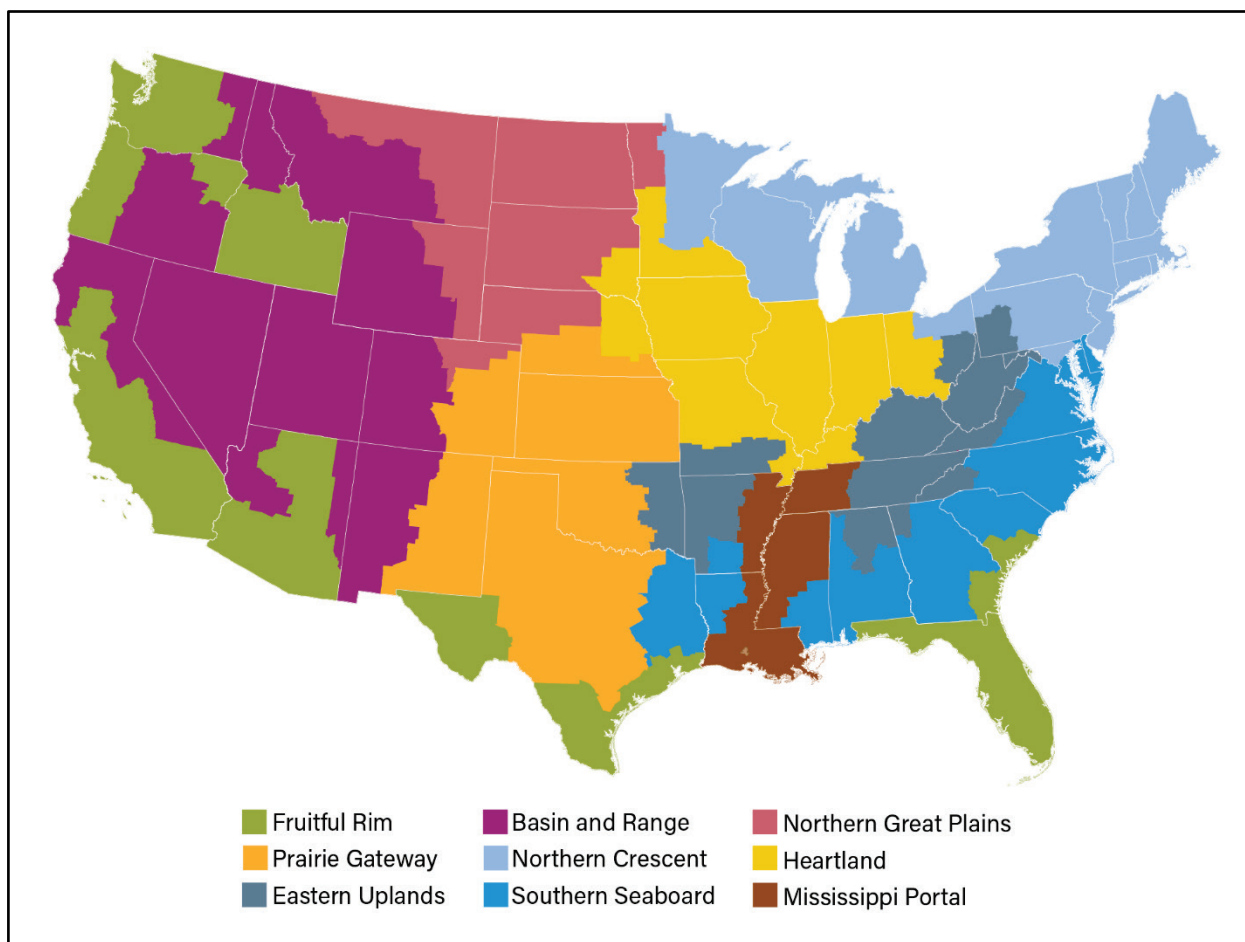 Fruitful Rim
Basin and Range
Northern Great Plains
Prairie Gateway
Northern Crescent
Heartland
Eastern Uplands
Southern Seaboard
Mississippi Portal